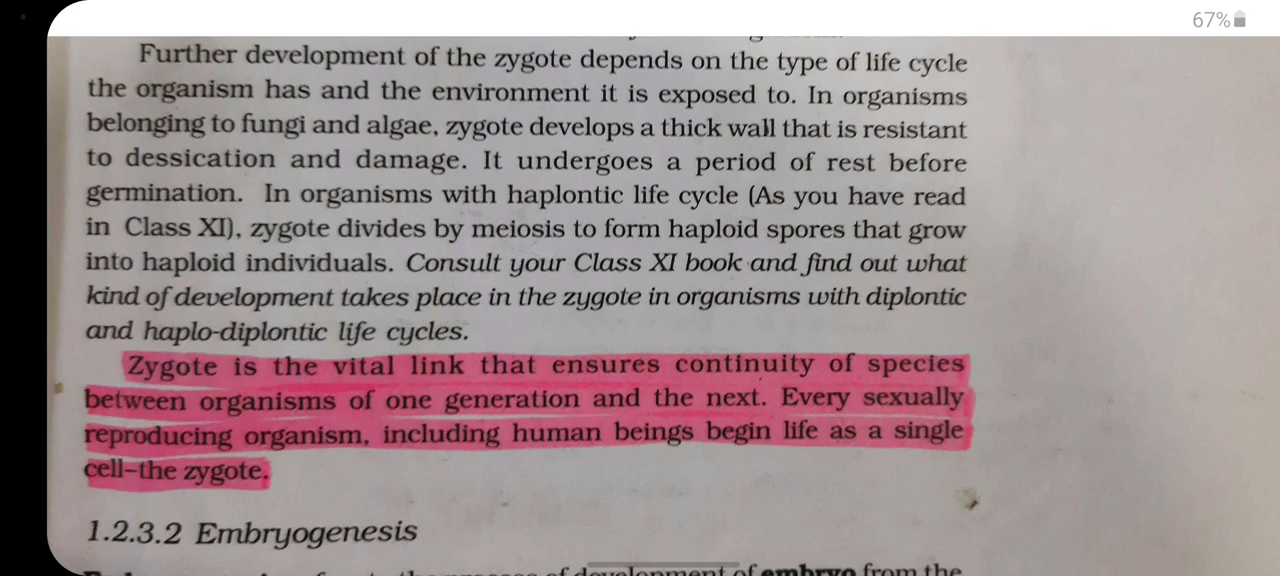 67%
Further development of the zygote depends on the type of life cycle
the organism has and the environment it is exposed to. In organisms
belonging to fungi and algae, zygote develops a thick wall that is resistant
to dessication and damage. It undergoes a period of rest before
germination. In organisms with haplontic life cycle (As you have read
in Class XI), zygote divides by meiosis to form haploid spores that grow
into haploid individuals. Consult your Class XI book and find out what
kind of development takes place in the zygote in organisms with diplontic
and haplo-diplontic life cycles.
Zygote is the vital link that ensures continuity of species
between organisms of one generation and the next. Every sexually
reproducing organism, including human beings begin life as a single
cell–the zygote.
1.2.3.2 Embryogenesis
of development of embryo from the